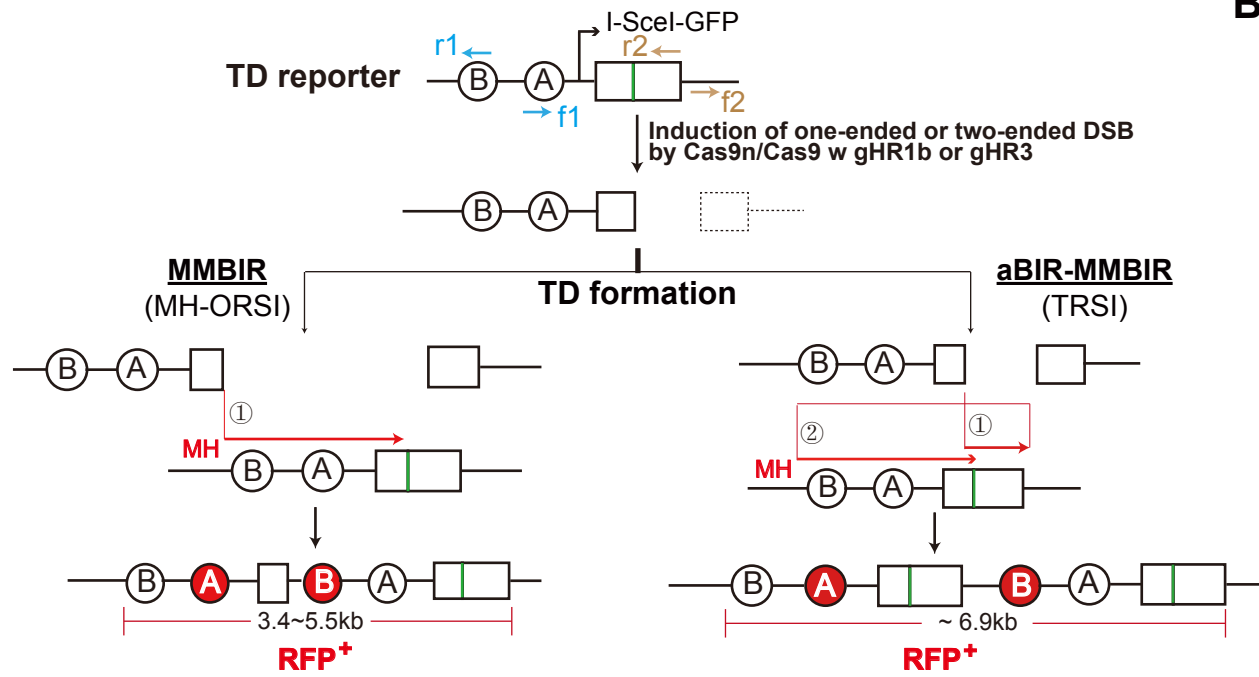 B
I-SceI-GFP
r1
r2
TD reporter
B
A
f1
f2
Induction of one-ended or two-ended DSB
by Cas9n/Cas9 w gHR1b or gHR3
B
A
MMBIR
(MH-ORSI)
TD formation
aBIR-MMBIR
(TRSI)
B
A
B
A
①
MH
B
A
②
①
MH
B
A
B
A
B
A
3.4~5.5kb
RFP+
B
A
B
A
~ 6.9kb
RFP+